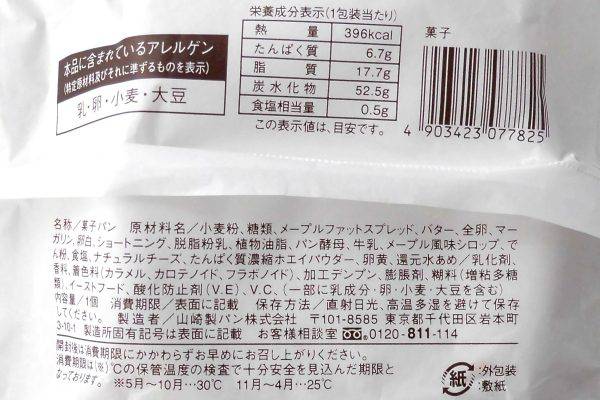 本品に含まれているアレルゲン
(特定原材料及びそれに準ずるものを表示)
乳・卵・小麦・大豆
栄養成分表示(1包装当たり)
熱量 396kcal
たんぱく質 6.7g
脂質 17.7g
炭水化物 52.5g
食塩相当量 0.5g
この表示値は、目安です。
菓子
4 903423 077825
名称/菓子パン 原材料名/小麦粉、糖類、メープルファットスプレッド、バター、全卵、マー
ガリン、卵白、ショートニング、脱脂粉乳、植物油脂、パン酵母、牛乳、メープル風味シロップ、で
ん粉、食塩、ナチュラルチーズ、たんぱく質濃縮ホエイパウダー、卵黄、還元水あめ/乳化剤、
香料、着色料(カラメル、カロテノイド、フラボノイド)、加工デンプン、膨脹剤、糊料(増粘多糖
類)、イーストフード、酸化防止剤(V.E)、V.C、(一部に乳成分・卵・小麦・大豆を含む)
内容量/1個 消費期限/表面に記載 保存方法/直射日光、高温多湿を避けて保存
してください。 製造者/山崎製パン株式会社 〒101-8585 東京都千代田区岩本町
3-10-1 製造所固有記号は表面に記載 お客様相談室 0120-811-114
開封後は消費期限にかかわらずお早めにお召し上がりください。
消費期限は(※)℃の保管温度の検査で十分安全を見込んだ期限と
なっております。 ※5月〜10月…30℃ 11月〜4月…25℃
紙 :外包装
:敷紙